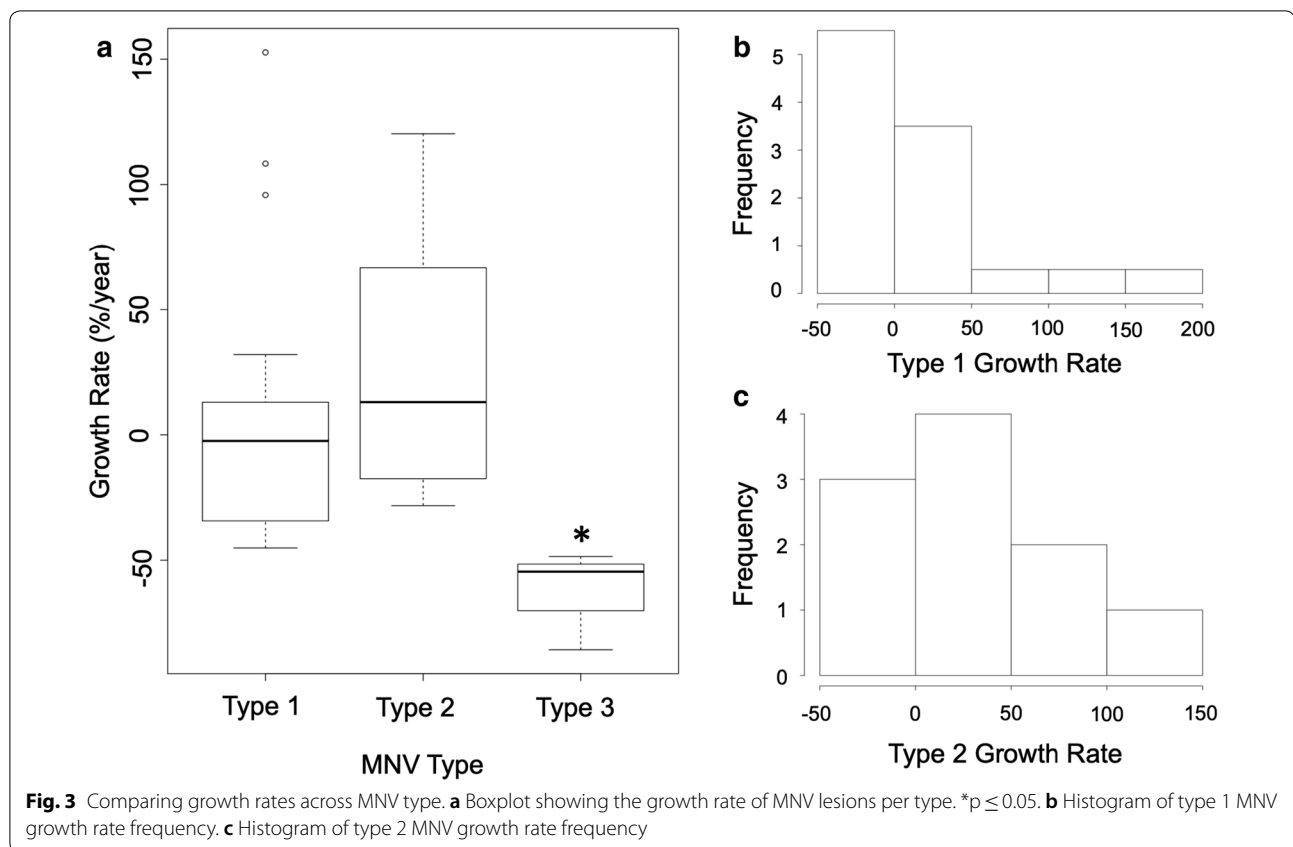 a
150
100
50
0
-50
Growth Rate (%/year)
*
Type 1 Type 2 Type 3
MNV Type
b
5
4
3
2
1
0
Frequency
-50 0 50 100 150 200
Type 1 Growth Rate
c
4
3
2
1
0
Frequency
-50 0 50 100 150
Type 2 Growth Rate
Fig. 3 Comparing growth rates across MNV type. a Boxplot showing the growth rate of MNV lesions per type. *p ≤ 0.05. b Histogram of type 1 MNV
growth rate frequency. c Histogram of type 2 MNV growth rate frequency